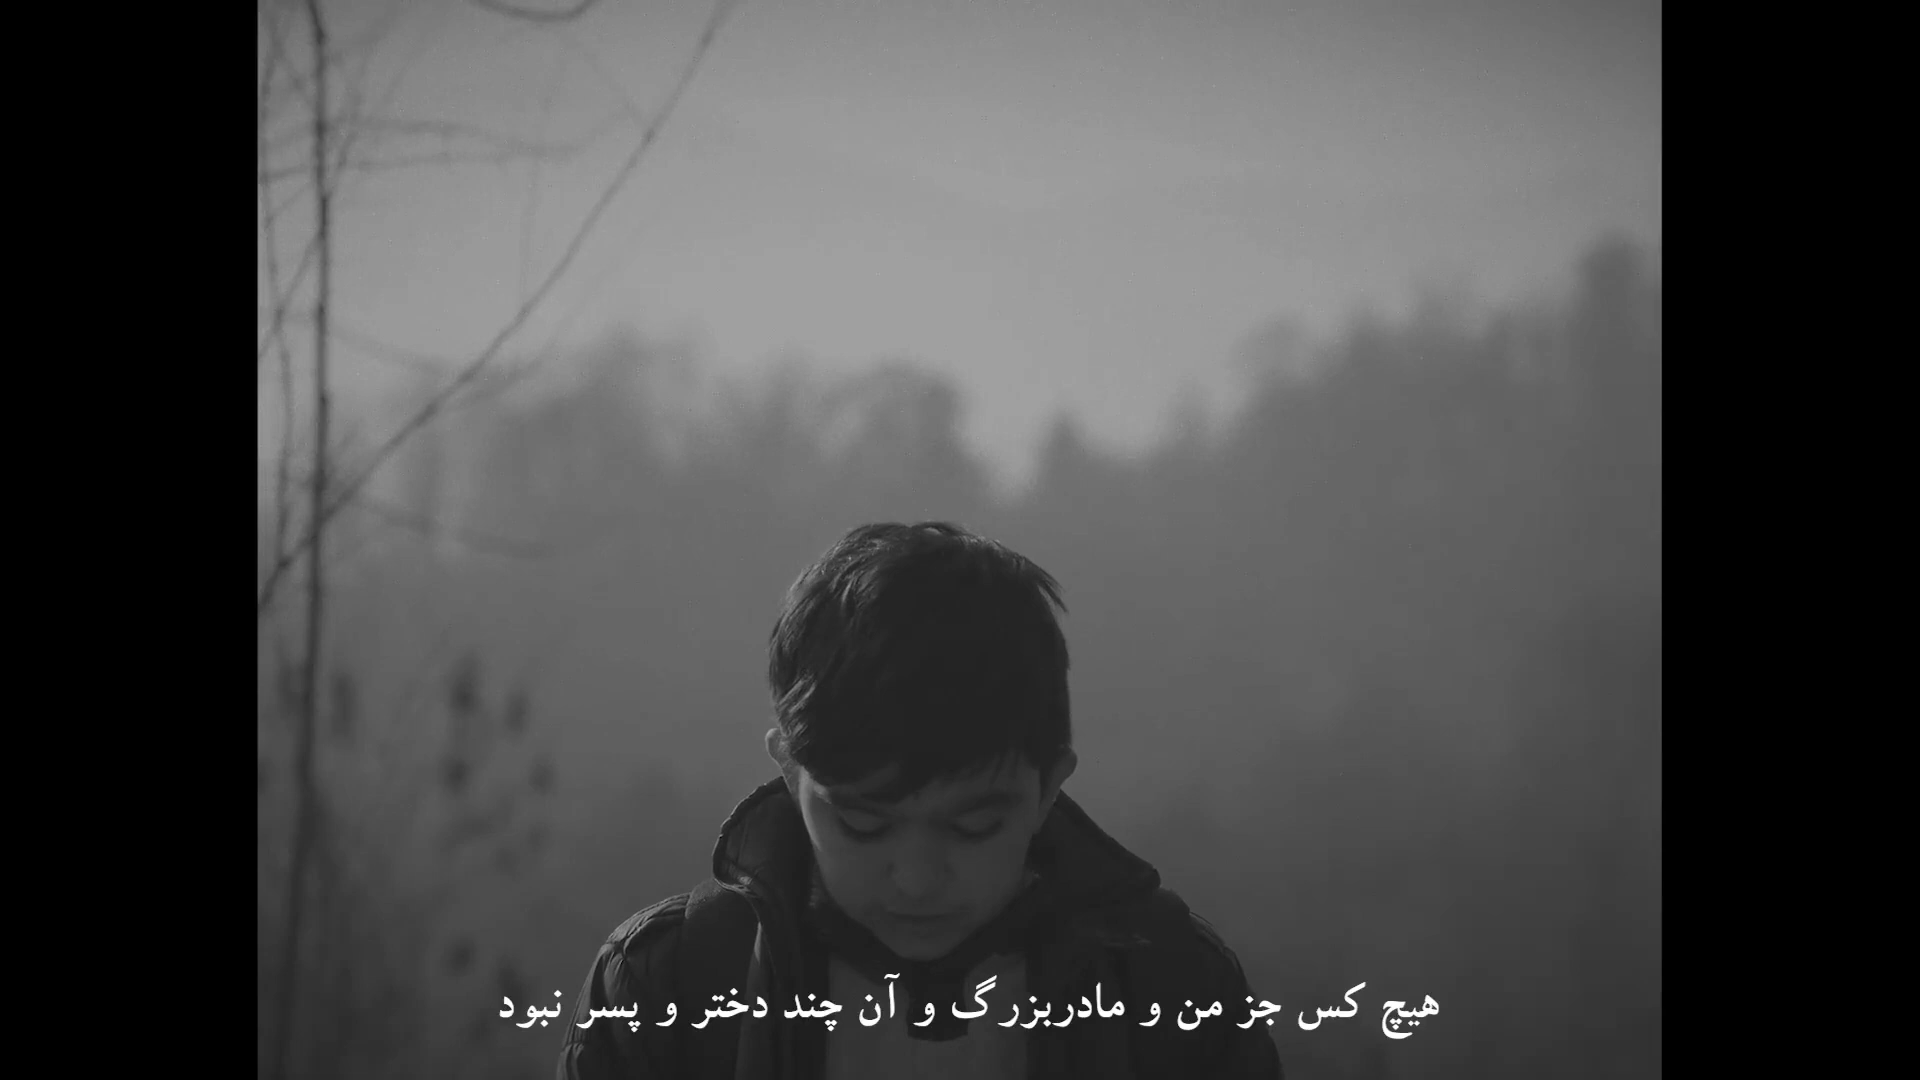 هیچ کس جز من و مادربزرگ و آن چند دختر و پسر نبود